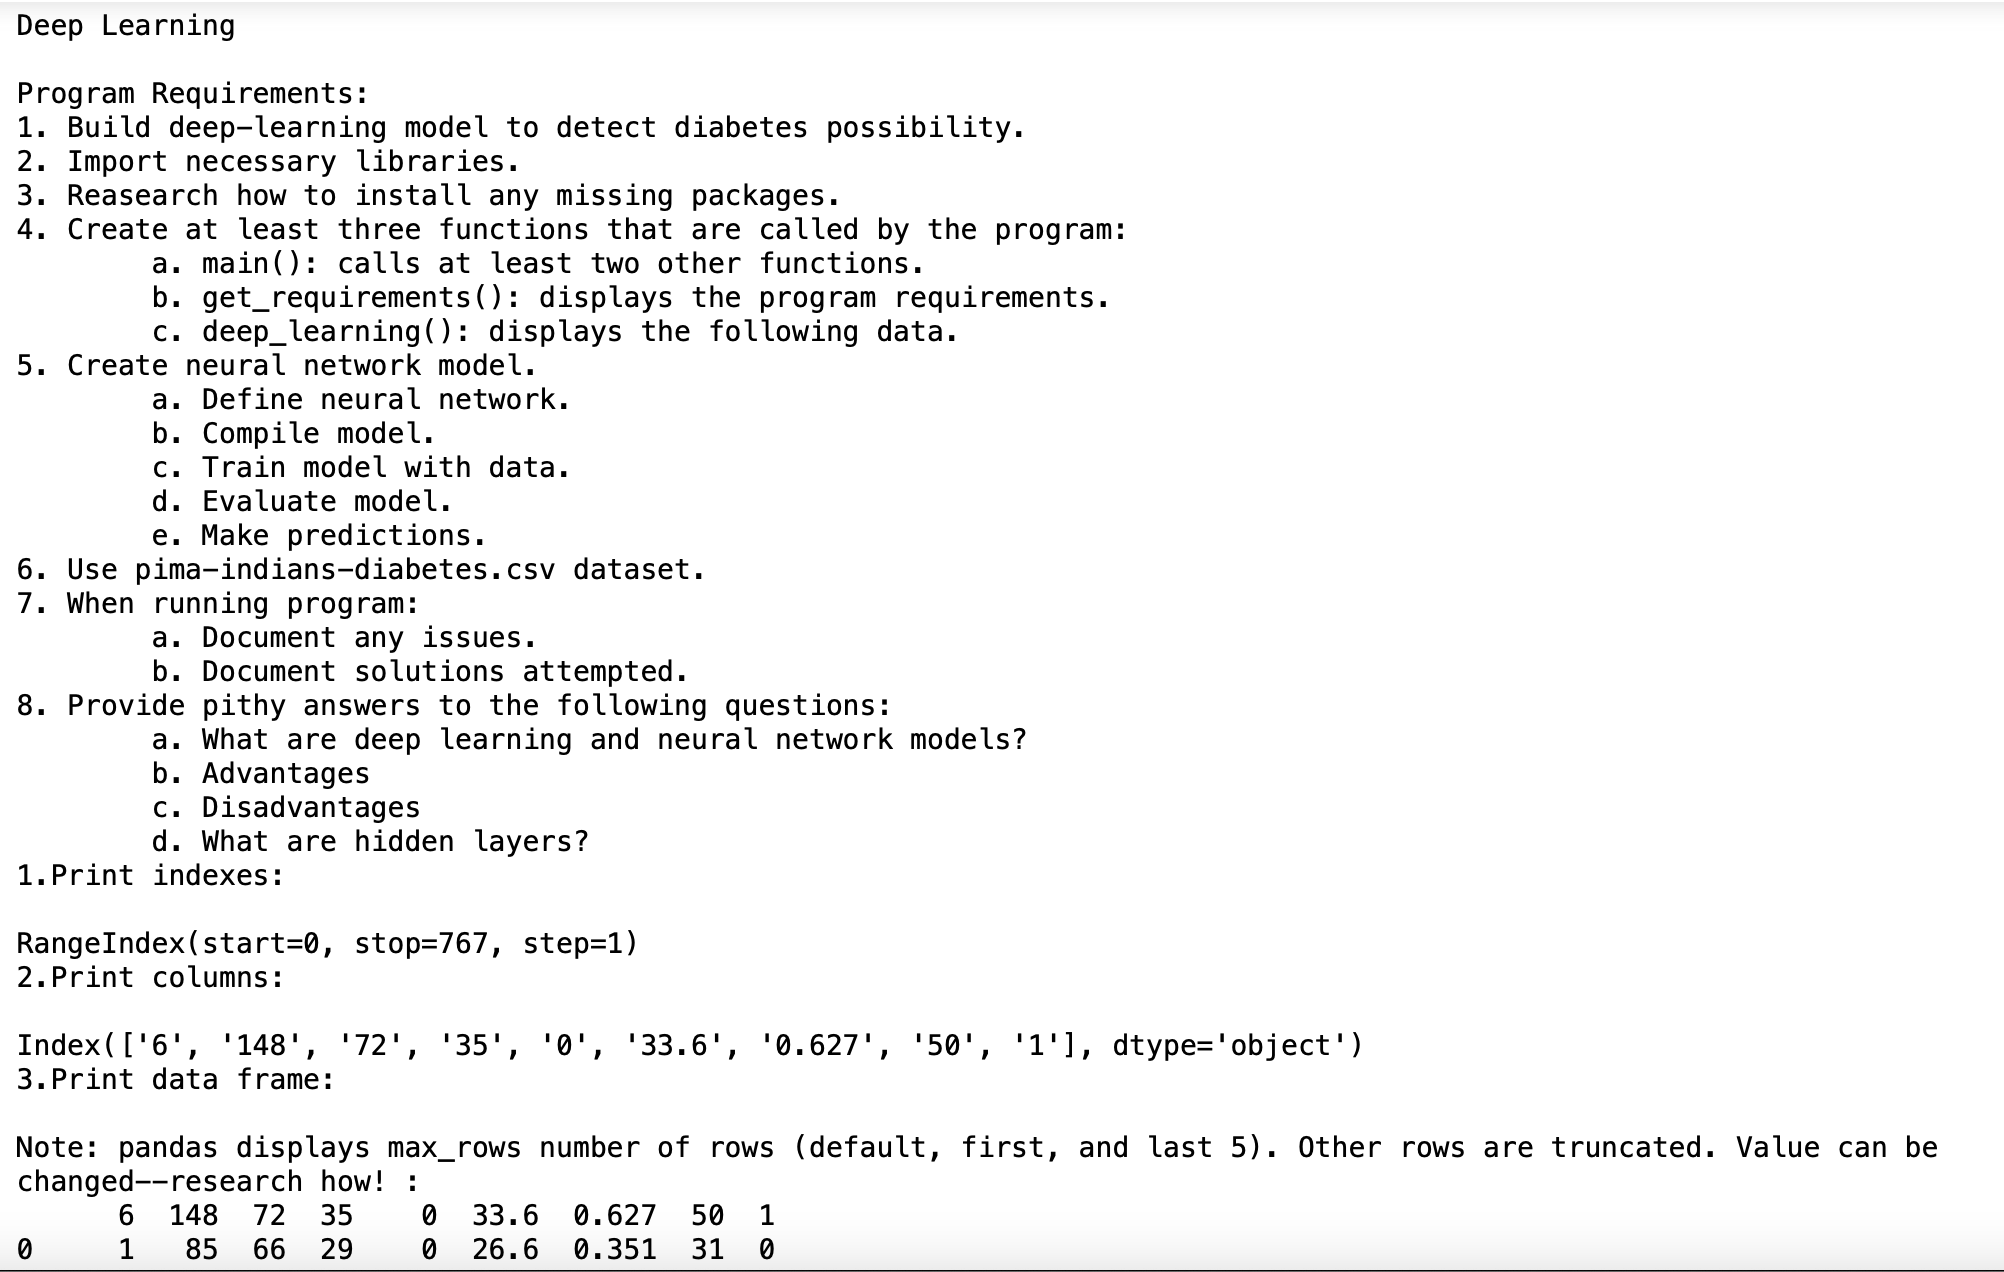 Deep Learning
Program Requirements:
1. Build deep-learning model to detect diabetes possibility.
2. Import necessary libraries.
3. Reasearch how to install any missing packages.
4. Create at least three functions that are called by the program:
a. main(): calls at least two other functions.
b. get_requirements(): displays the program requirements.
c. deep_learning(): displays the following data.
5. Create neural network model.
a. Define neural network.
b. Compile model.
c. Train model with data.
d. Evaluate model.
e. Make predictions.
6. Use pima-indians-diabetes.csv dataset.
7. When running program:
a. Document any issues.
b. Document solutions attempted.
8. Provide pithy answers to the following questions:
a. What are deep learning and neural network models?
b. Advantages
c. Disadvantages
d. What are hidden layers?
1.Print indexes:
RangeIndex(start=0, stop=767, step=1)
2.Print columns:
Index(['6', '148', '72', '35', '0', '33.6', '0.627', '50', '1'], dtype='object')
3.Print data frame:
Note: pandas displays max_rows number of rows (default, first, and last 5). Other rows are truncated. Value can be
changed--research how! :
6 148 72 35 0 33.6 0.627 50 1
0 1 85 66 29 0 26.6 0.351 31 0